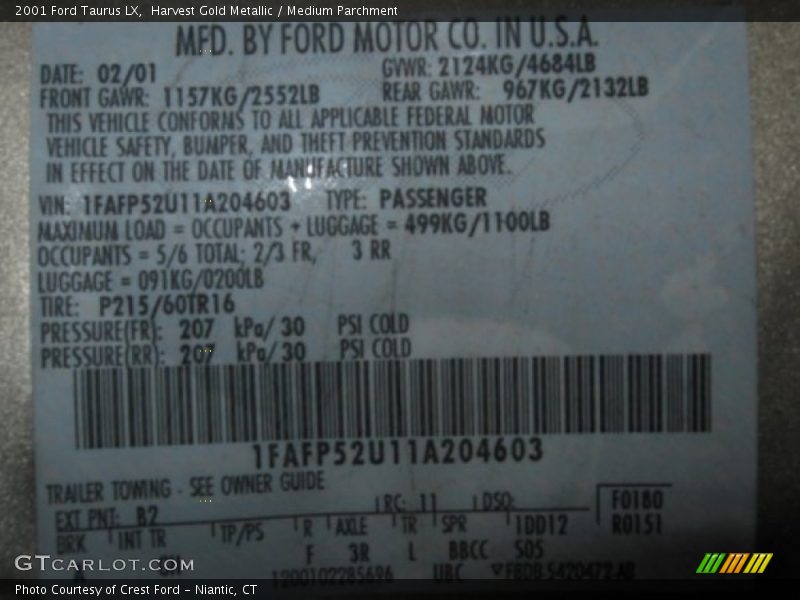 2001 Ford Taurus LX,  Harvest Gold Metallic / Medium Parchment
MFD. BY FORD MOTOR CO. IN U.S.A.
DATE: 02/01 GVWR: 2124KG/4684LB
FRONT GAWR: 1157KG/2552LB REAR GAWR: 967KG/2132LB
THIS VEHICLE CONFORMS TO ALL APPLICABLE FEDERAL MOTOR
VEHICLE SAFETY, BUMPER, AND THEFT PREVENTION STANDARDS
IN EFFECT ON THE DATE OF MANUFACTURE SHOWN ABOVE.
VIN: 1FAFP52U11A204603 TYPE: PASSENGER
MAXIMUM LOAD = OCCUPANTS + LUGGAGE = 499KG/1100LB
OCCUPANTS = 5/6 TOTAL; 2/3 FR, 3 RR
LUGGAGE = 091KG/0200LB
TIRE: P215/60TR16
PRESSURE(FR): 207 kPa/ 30 PSI COLD
PRESSURE(RR): 207 kPa/ 30 PSI COLD
1FAFP52U11A204603
TRAILER TOWING - SEE OWNER GUIDE
EXT PNT: B2 RC: 11 DSO: F0180
BRK INT TR TP/PS R AXLE TR SPR 1DD12 R0151
F 3R L BBCC S05
1200102285696 UBC
GTCARLOT.COM
Photo Courtesy of Crest Ford - Niantic, CT